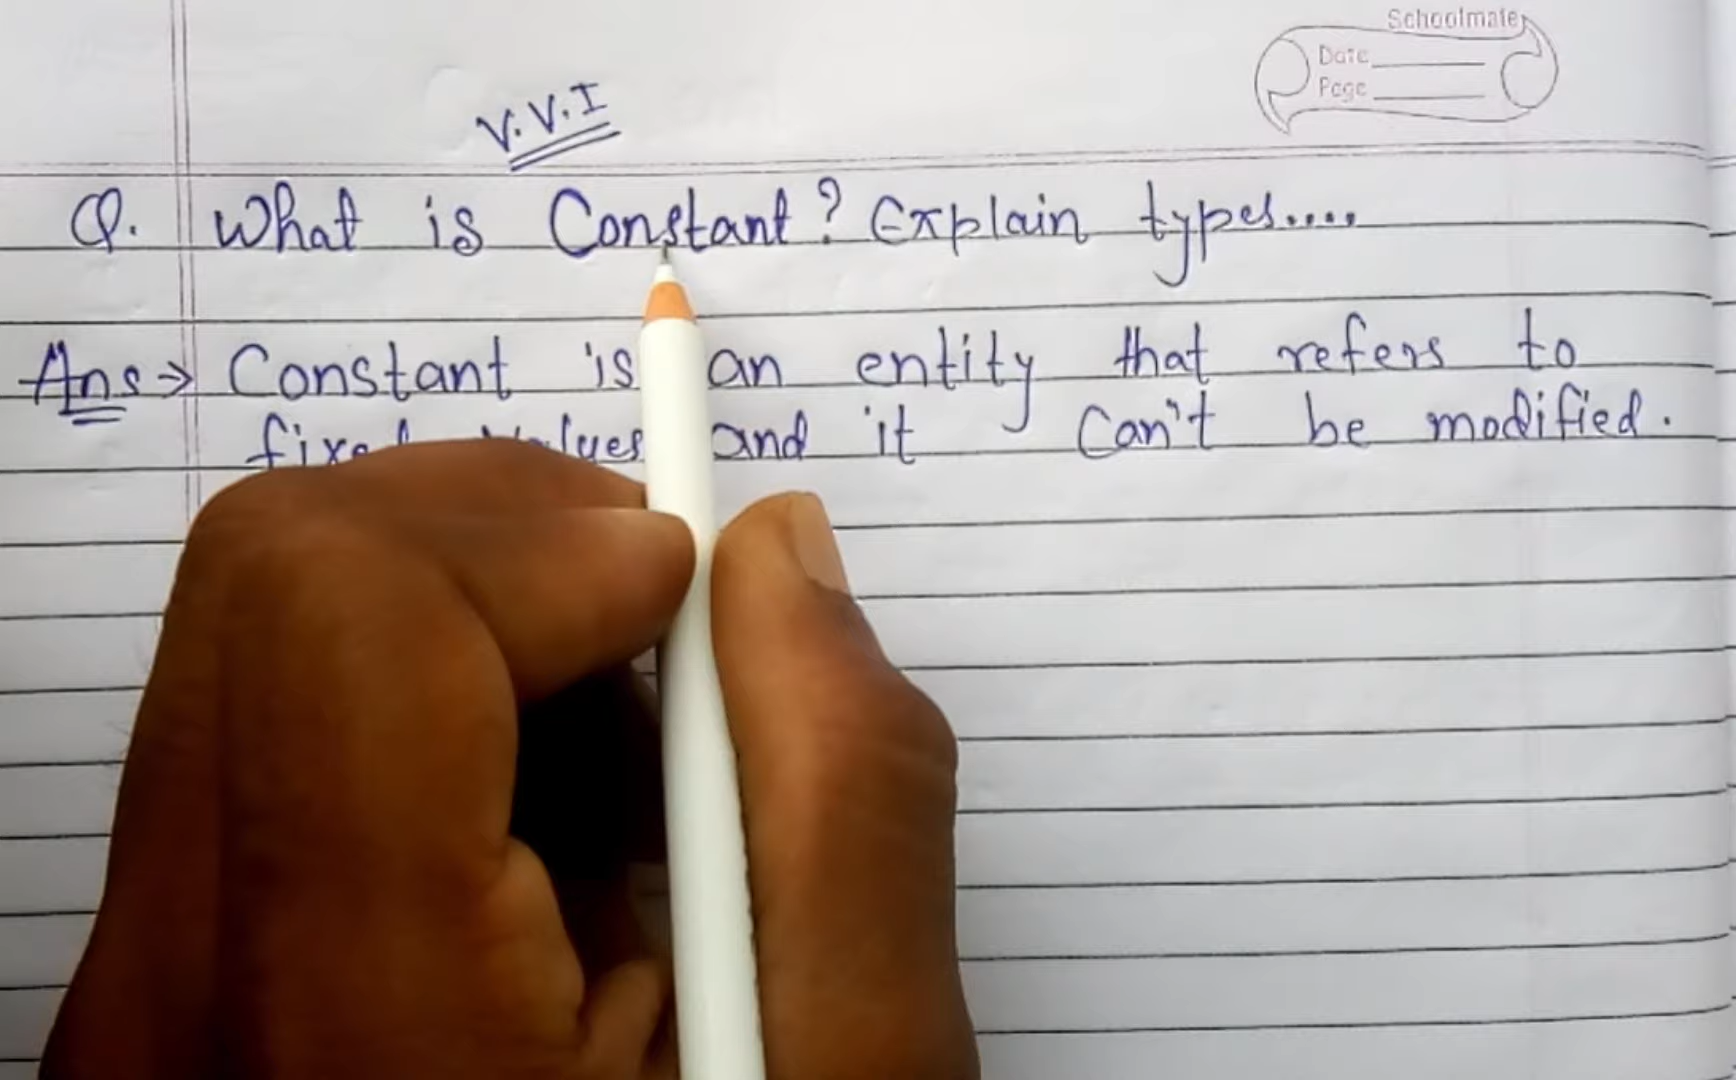 Schoolmate
Date
Page
V.V.I
Q. What is Constant? Explain types....
Ans⇒ Constant is an entity that refers to
and it can't be modified.